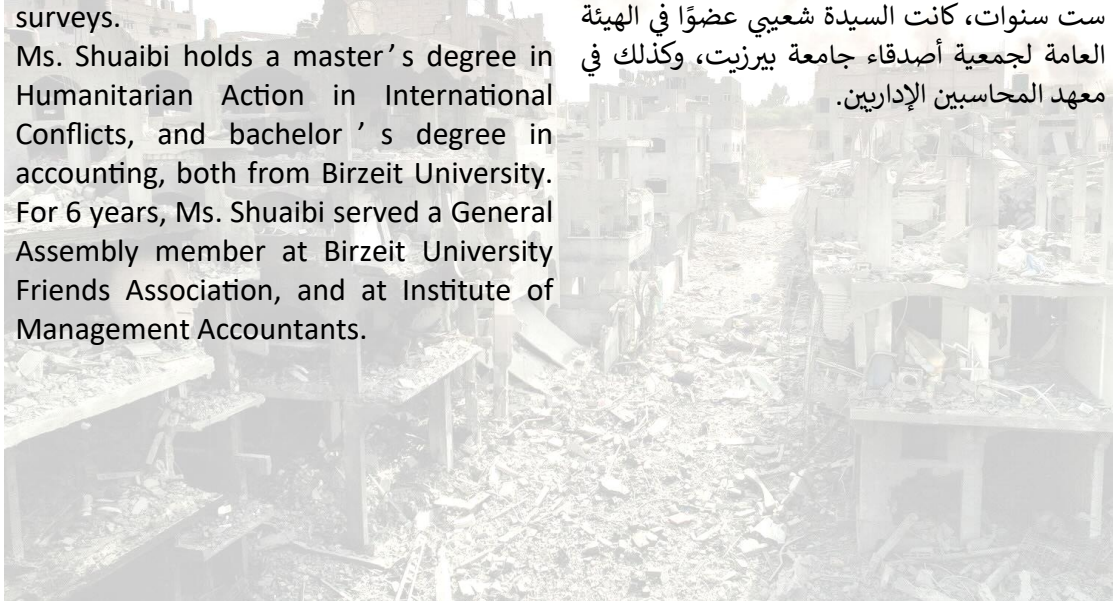 surveys.
Ms. Shuaibi holds a master’s degree in
Humanitarian Action in International
Conflicts, and bachelor ’ s degree in
accounting, both from Birzeit University.
For 6 years, Ms. Shuaibi served a General
Assembly member at Birzeit University
Friends Association, and at Institute of
Management Accountants.
ست سنوات، كانت السيدة شعيبي عضوًا في الهيئة
العامة لجمعية أصدقاء جامعة بيرزيت، وكذلك في
معهد المحاسبين الإداريين.